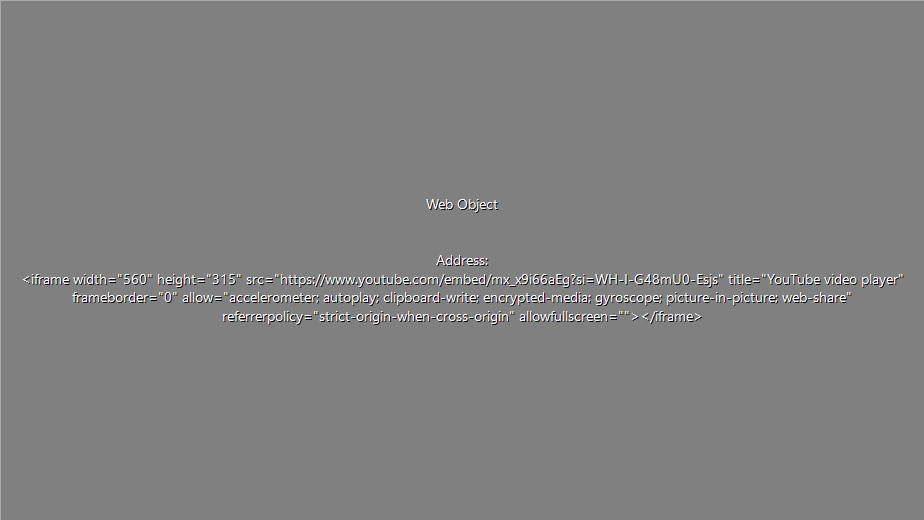 Web Object
Address:
<iframe width="560" height="315" src="https://www.youtube.com/embed/mx_x9i66aEg?si=WH-I-G48mU0-Esjs" title="YouTube video player"
frameborder="0" allow="accelerometer; autoplay; clipboard-write; encrypted-media; gyroscope; picture-in-picture; web-share"
referrerpolicy="strict-origin-when-cross-origin" allowfullscreen=""></iframe>